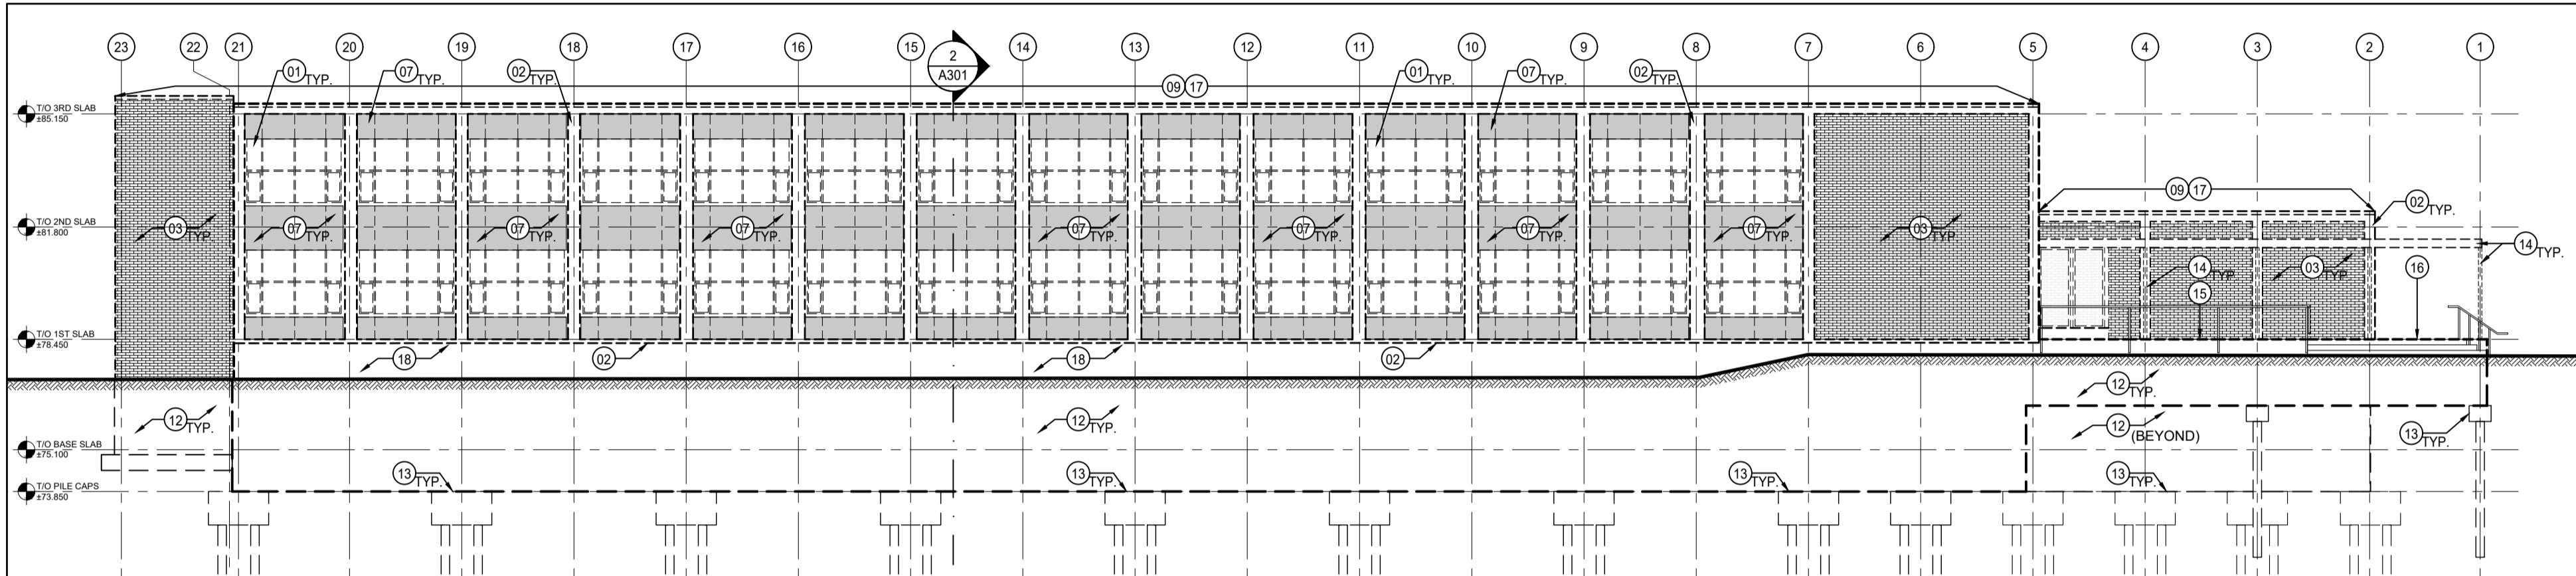 23 22 21 20 19 18 17 16 15 14 13 12 11 10 9 8 7 6 5 4 3 2 1
2
A301
01 TYP.
07 TYP.
02 TYP.
09 17
01 TYP.
07 TYP.
02 TYP.
T/O 3RD SLAB
±85.150
09 17
02 TYP.
T/O 2ND SLAB
±81.800
03 TYP.
07 TYP.
07 TYP.
07 TYP.
07 TYP.
07 TYP.
07 TYP.
07 TYP.
03 TYP.
14 TYP.
14 TYP.
03 TYP.
16
15
T/O 1ST SLAB
±78.450
18
02
18
02
12 TYP.
12 TYP.
12 TYP.
12 (BEYOND)
13 TYP.
T/O BASE SLAB
±75.100
13 TYP.
13 TYP.
13 TYP.
13 TYP.
T/O PILE CAPS
±73.850